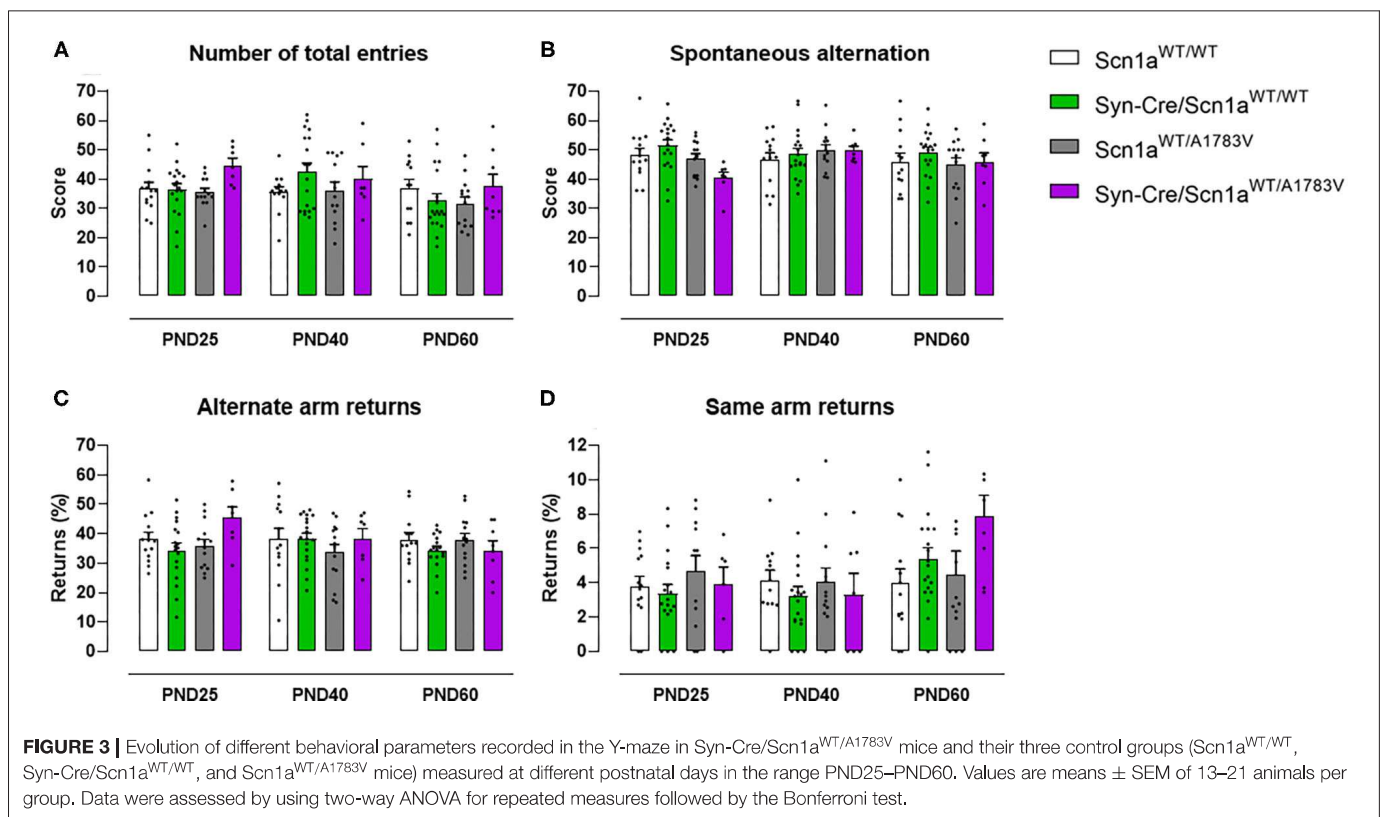 A Number of total entries
Score
70
60
50
40
30
20
10
0
PND25 PND40 PND60
B Spontaneous alternation
Score
70
60
50
40
30
20
10
0
PND25 PND40 PND60
Scn1a^WT/WT
Syn-Cre/Scn1a^WT/WT
Scn1a^WT/A1783V
Syn-Cre/Scn1a^WT/A1783V
C Alternate arm returns
Returns (%)
70
60
50
40
30
20
10
0
PND25 PND40 PND60
D Same arm returns
Returns (%)
12
10
8
6
4
2
0
PND25 PND40 PND60
FIGURE 3 | Evolution of different behavioral parameters recorded in the Y-maze in Syn-Cre/Scn1a^WT/A1783V mice and their three control groups (Scn1a^WT/WT,
Syn-Cre/Scn1a^WT/WT, and Scn1a^WT/A1783V mice) measured at different postnatal days in the range PND25–PND60. Values are means ± SEM of 13–21 animals per
group. Data were assessed by using two-way ANOVA for repeated measures followed by the Bonferroni test.